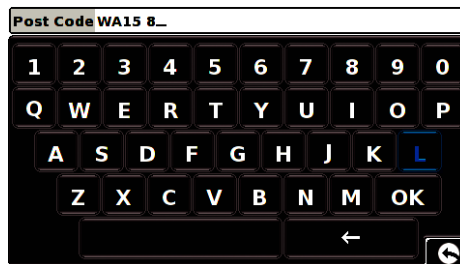 Post Code WA15 8_
1 2 3 4 5 6 7 8 9 0
Q W E R T Y U I O P
A S D F G H J K L
Z X C V B N M OK
←